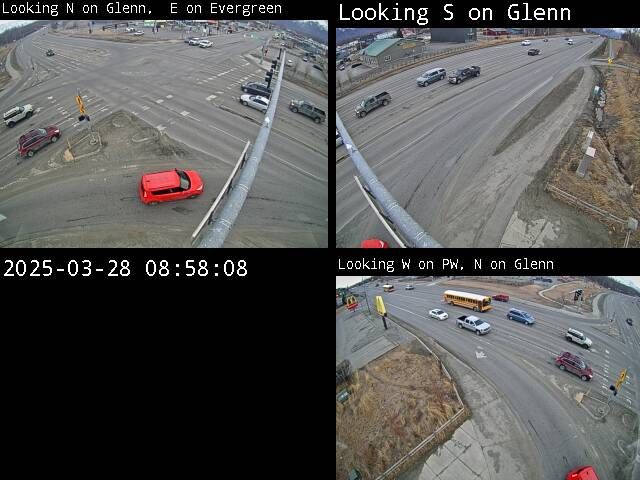 Looking N on Glenn,  E on Evergreen
Looking S on Glenn
2025-03-28 08:58:08
Looking W on PW, N on Glenn